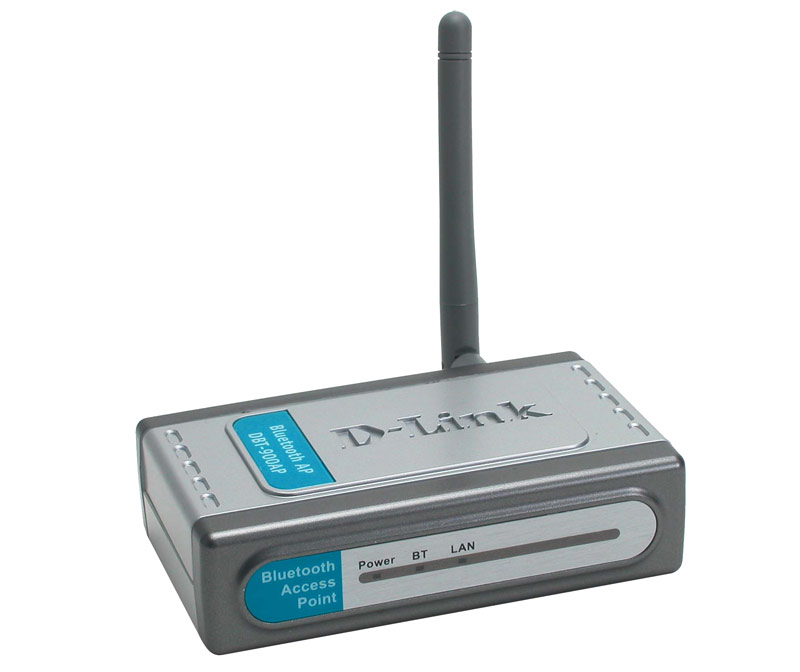 D-Link
Bluetooth AP
DBT-900AP
Power BT LAN
Bluetooth
Access
Point